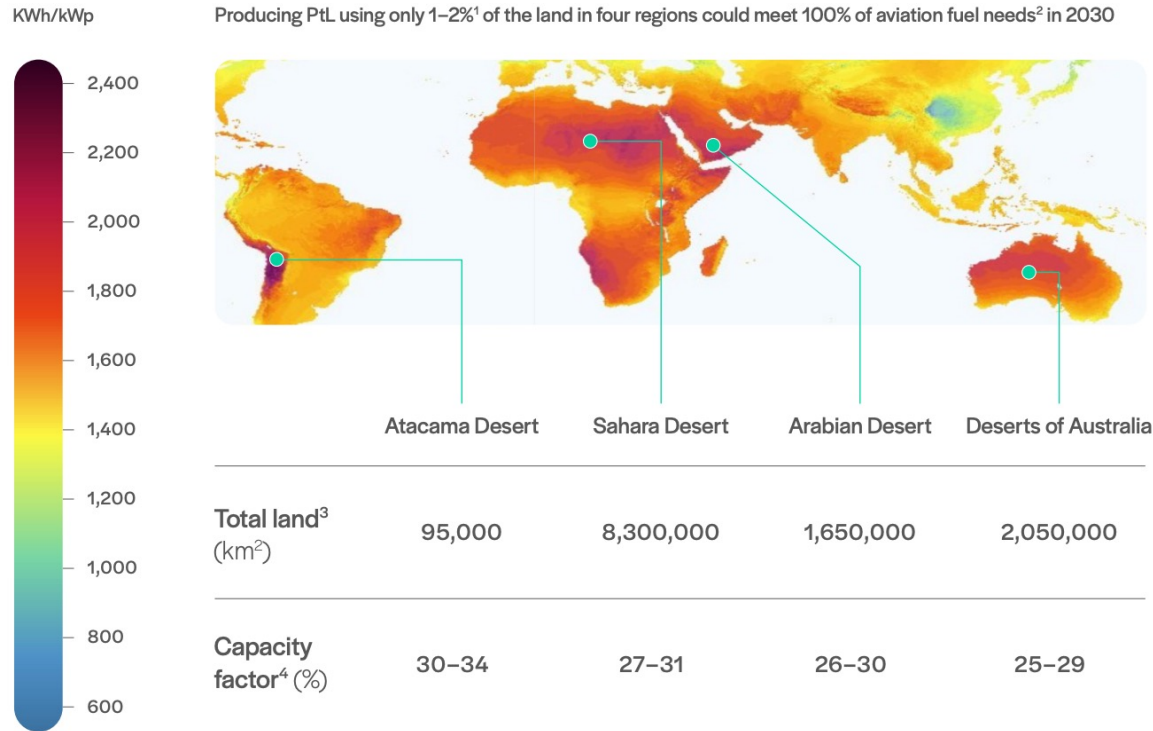 KWh/kWp
Producing PtL using only 1–2%¹ of the land in four regions could meet 100% of aviation fuel needs² in 2030
2,400
2,200
2,000
1,800
1,600
1,400
1,200
1,000
800
600
Atacama Desert
Sahara Desert
Arabian Desert
Deserts of Australia
Total land³
(km²)
95,000
8,300,000
1,650,000
2,050,000
Capacity
factor⁴ (%)
30–34
27–31
26–30
25–29